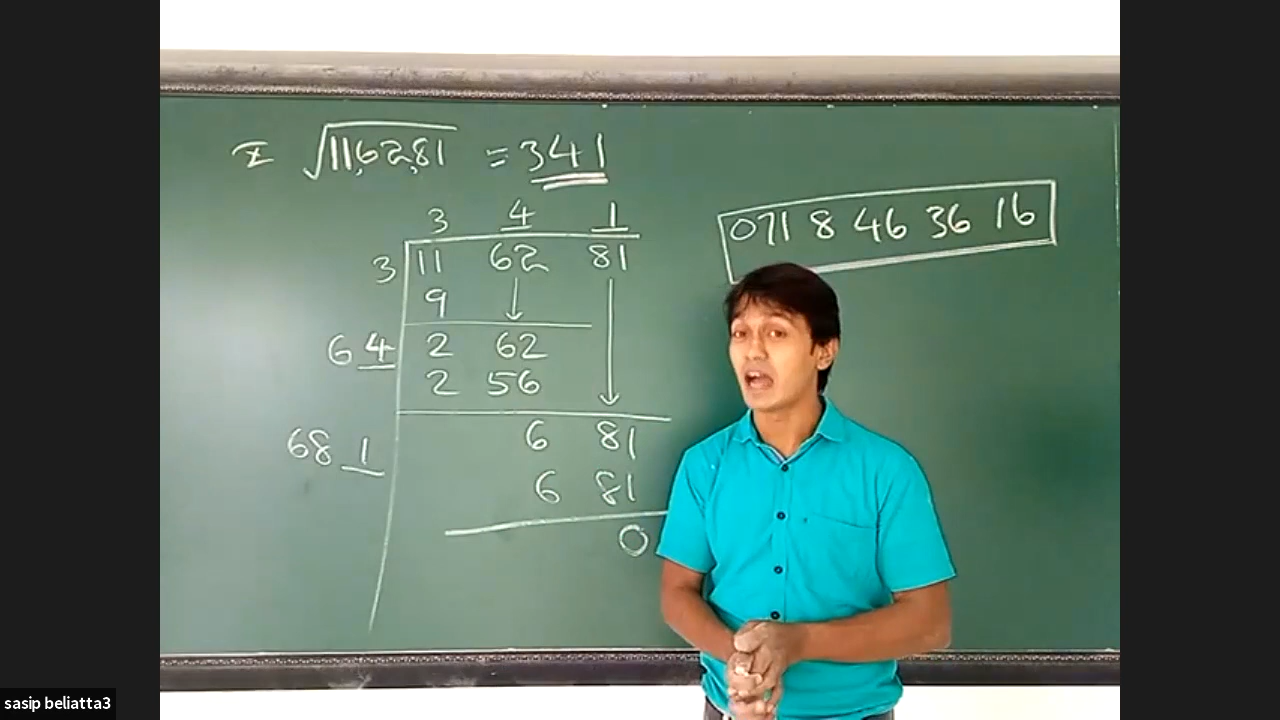 I √11,62,81 = 341
071 8 46 36 16
3 4 1
3 11 62 81
9
64 2 62
2 56
681 6 81
6 81
0
sasip beliatta3